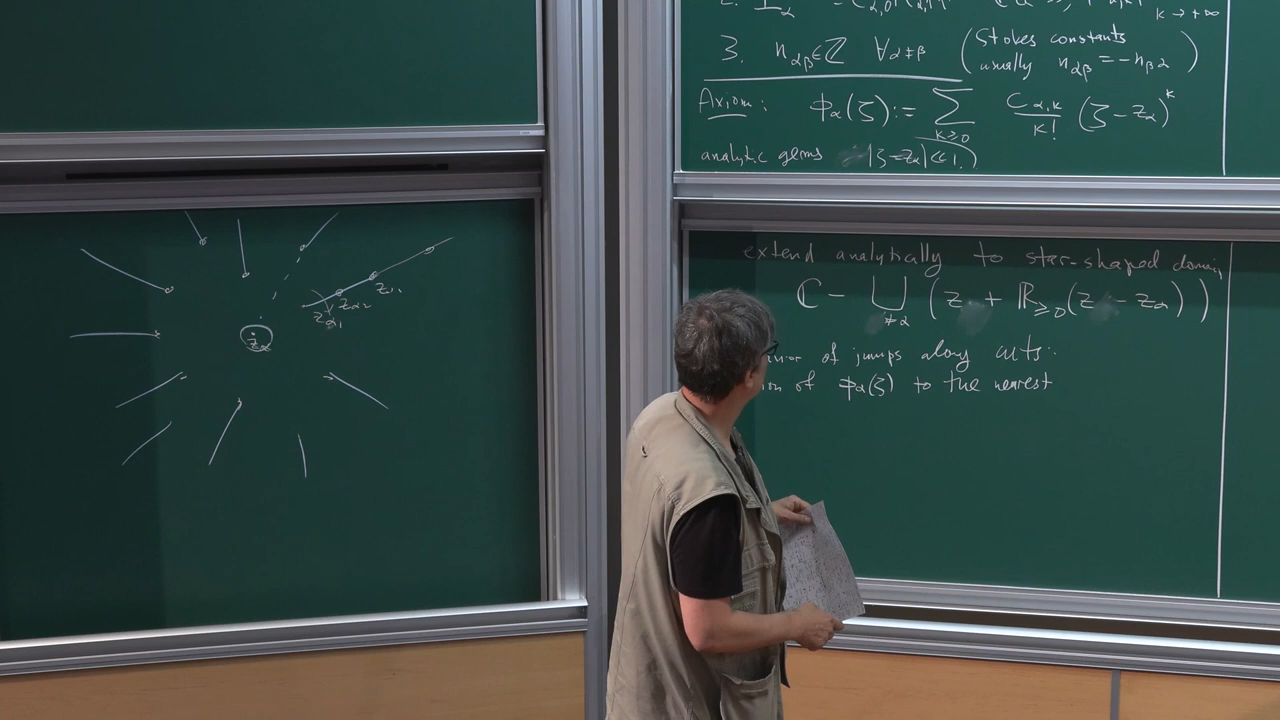 3. n_{αβ} ∈ ℤ ∀α≠β (Stokes constants
usually n_{αβ} = -n_{βα})
Axiom: φ_α(ζ) := Σ_{k≥0} C_{α,k}/k! (ζ-z_α)^k
analytic germs |ζ-z_α| ≪ 1.)
extend analytically to star-shaped domain
ℂ - ⋃_{≠α} (z + ℝ_{≥0}(z - z_α))
of jumps along cuts:
of φ_α(ζ) to the nearest
z_α
z_{α1}
z_{α2}